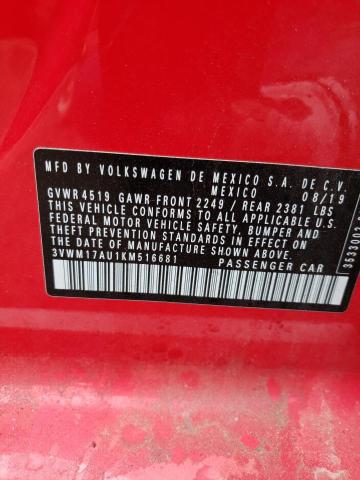 MFD BY VOLKSWAGEN DE MEXICO S.A. DE C.V.
MEXICO 08/19
GVWR 4519 GAWR-FRONT 2249 / REAR 2381 LBS
THIS VEHICLE CONFORMS TO ALL APPLICABLE U.S.
FEDERAL MOTOR VEHICLE SAFETY, BUMPER, AND
THEFT PREVENTION STANDARDS IN EFFECT ON THE
DATE OF MANUFACTURE SHOWN ABOVE.
3VWM17AU1KM516681
PASSENGER CAR